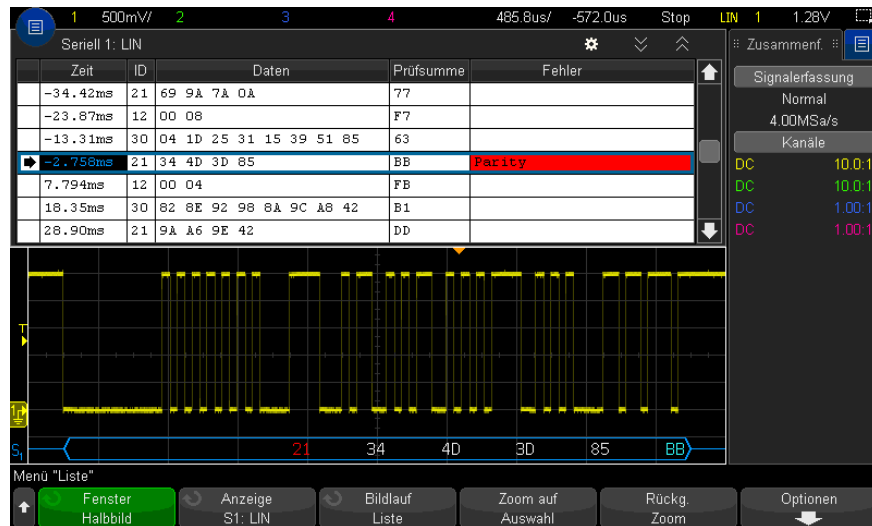 1 500mV/ 2 3 4 485.8us/ -572.0us Stop LIN 1 1.28V
Seriell 1: LIN
Zeit ID Daten Prüfsumme Fehler
-34.42ms 21 69 9A 7A 0A 77
-23.87ms 12 00 08 F7
-13.31ms 30 04 1D 25 31 15 39 51 85 63
-2.758ms 21 34 4D 3D 85 BB Parity
7.794ms 12 00 04 FB
18.35ms 30 82 8E 92 98 8A 9C A8 42 B1
28.90ms 21 9A A6 9E 42 DD
Zusammenf.
Signalerfassung
Normal
4.00MSa/s
Kanäle
DC 10.0:1
DC 10.0:1
DC 1.00:1
DC 1.00:1
T
1
S1 21 34 4D 3D 85 BB
Menü "Liste"
Fenster
Halbbild
Anzeige
S1: LIN
Bildlauf
Liste
Zoom auf
Auswahl
Rückg.
Zoom
Optionen